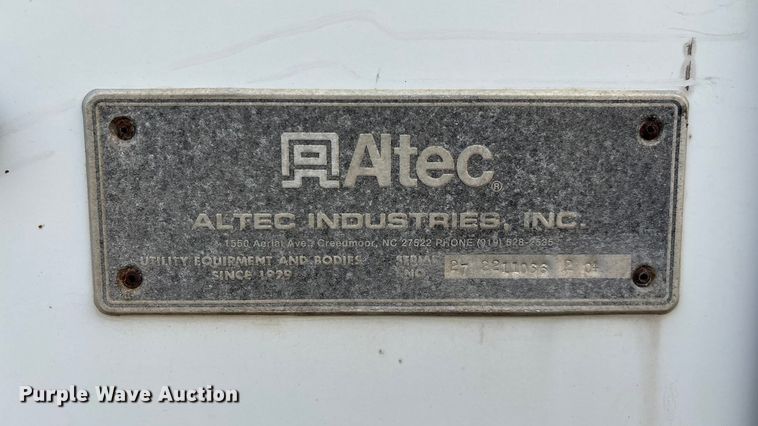 Altec®
ALTEC INDUSTRIES, INC.
1550 Aerial Ave., Creedmoor, NC 27522 PHONE (919) 528-2535
UTILITY EQUIPMENT AND BODIES
SINCE 1929
SERIAL
NO.
Purple Wave Auction